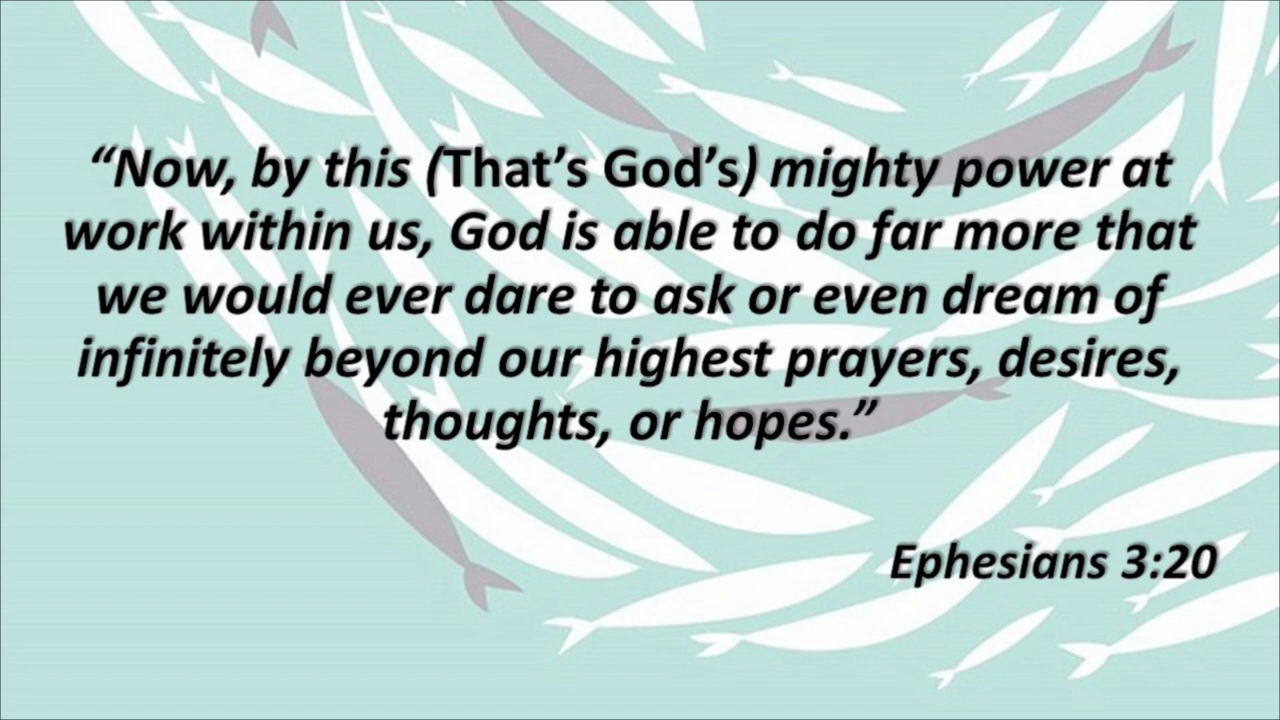 “Now, by this (That’s God’s) mighty power at
work within us, God is able to do far more that
we would ever dare to ask or even dream of
infinitely beyond our highest prayers, desires,
thoughts, or hopes.”
Ephesians 3:20